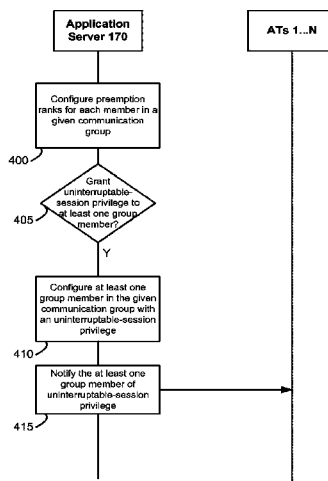 Application
Server 170
ATs 1...N
Configure preemption
ranks for each member in a
given communication
group
400
Grant
uninterruptable-
session privilege to
at least one group
member?
405
Y
Configure at least one
group member in the given
communication group with
an uninterruptable-session
privilege
410
Notify the at least one
group member of
uninterruptable-session
privilege
415